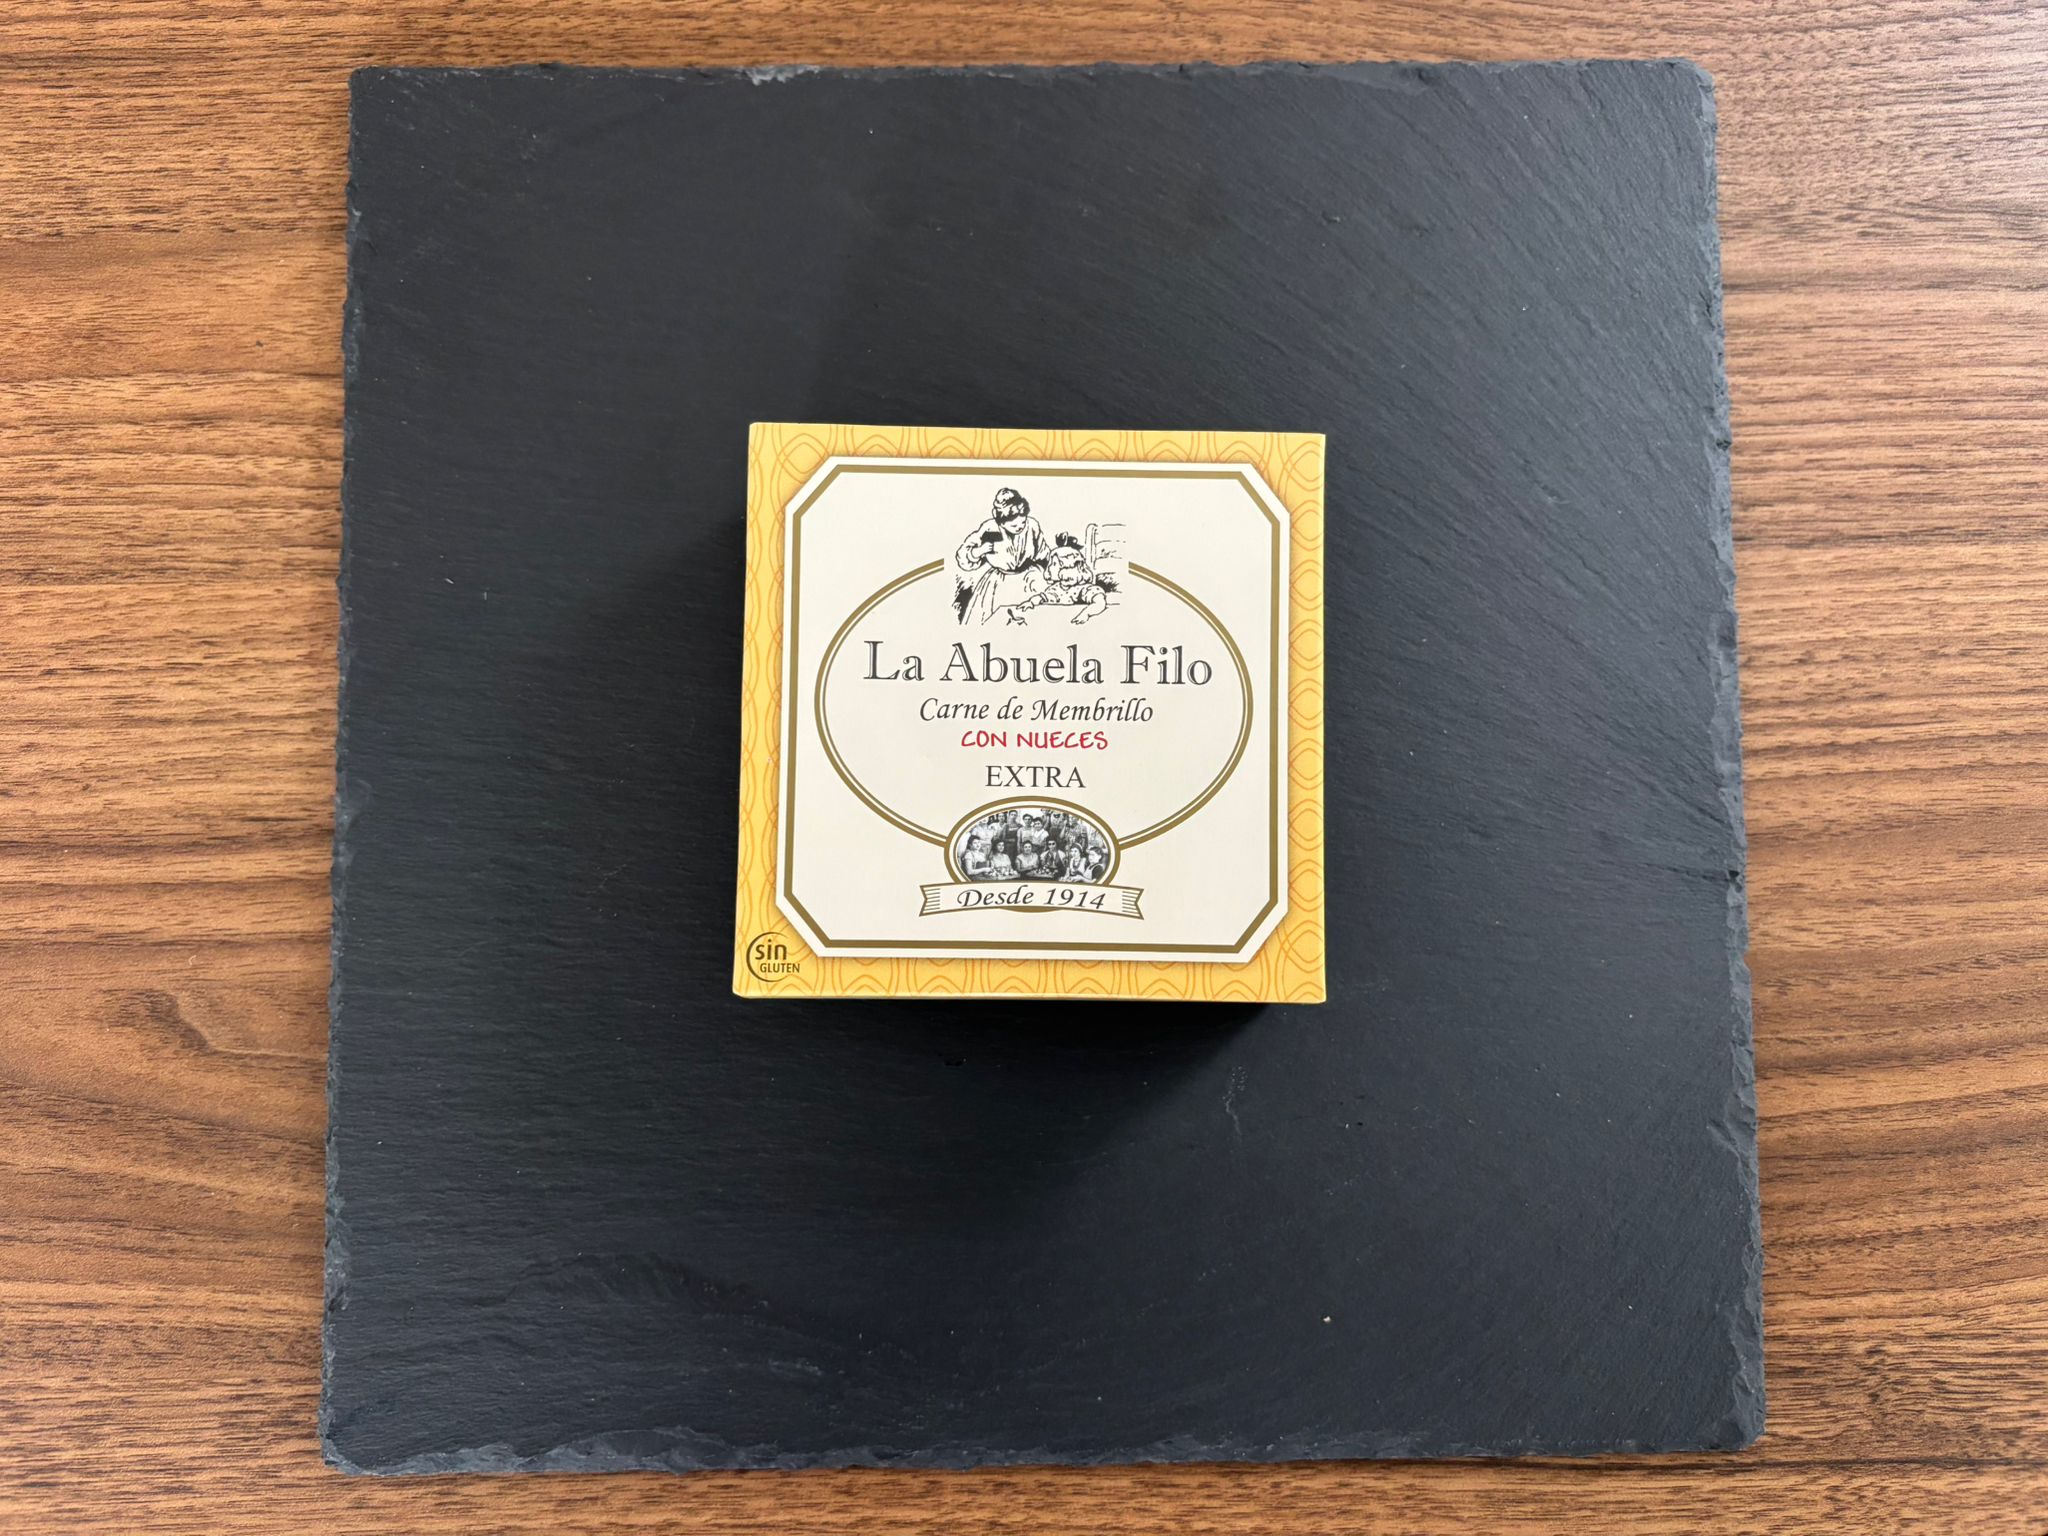 La Abuela Filo
Carne de Membrillo
CON NUECES
EXTRA
Desde 1914
sin
GLUTEN